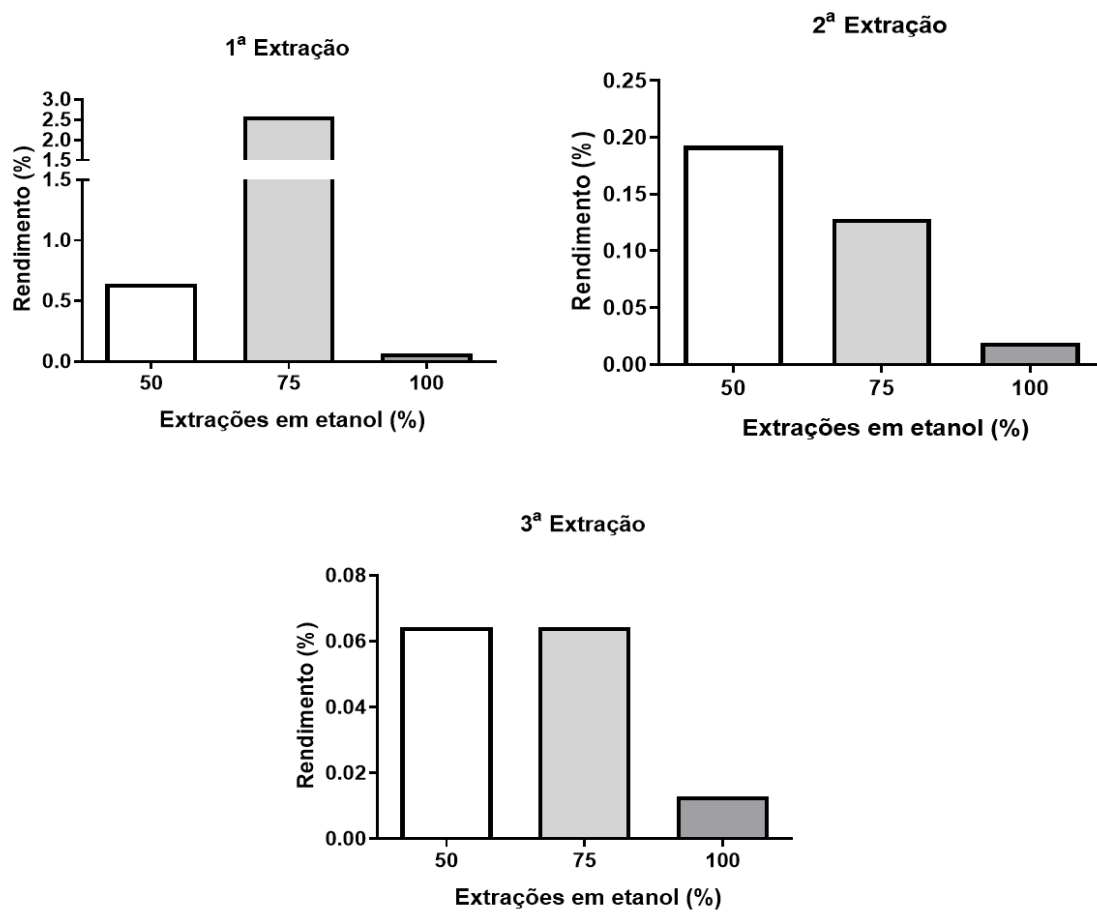 1ª Extração
Rendimento (%)
3.0
2.5
2.0
1.5
1.5
1.0
0.5
0.0
50 75 100
Extrações em etanol (%)
2ª Extração
Rendimento (%)
0.25
0.20
0.15
0.10
0.05
0.00
50 75 100
Extrações em etanol (%)
3ª Extração
Rendimento (%)
0.08
0.06
0.04
0.02
0.00
50 75 100
Extrações em etanol (%)